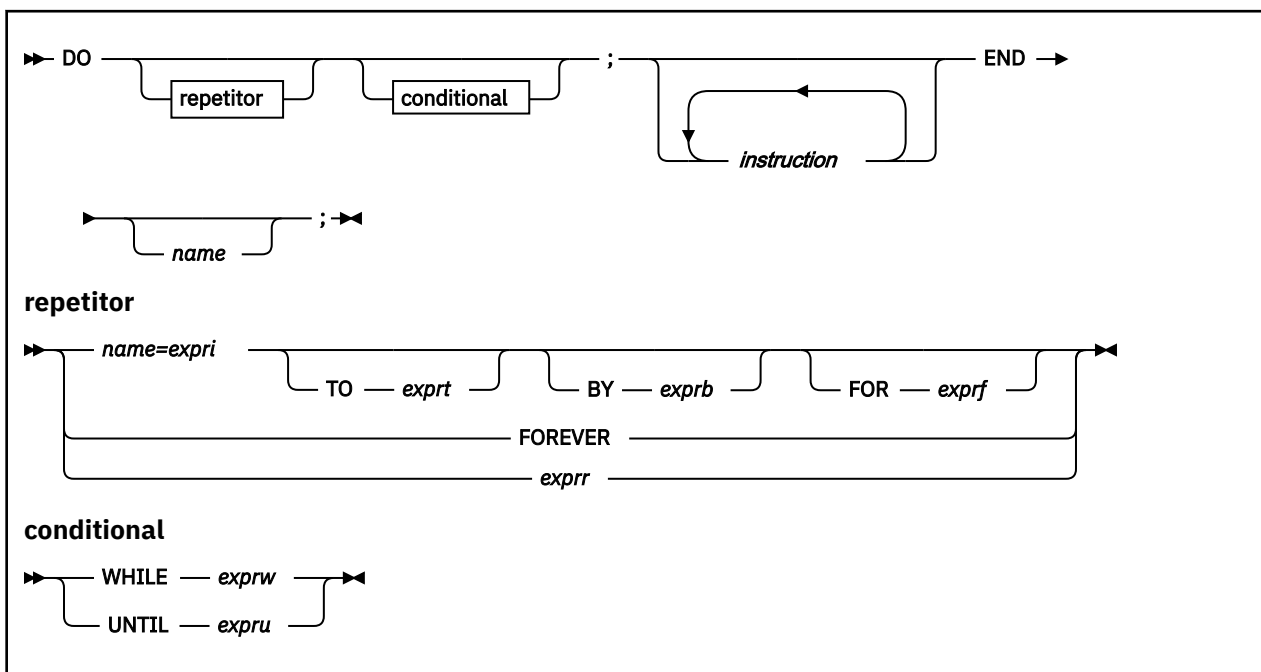 DO ; END
repetitor conditional
instruction
;
name
repetitor
name=expri
TO exprt BY exprb FOR exprf
FOREVER
exprr
conditional
WHILE exprw
UNTIL expru